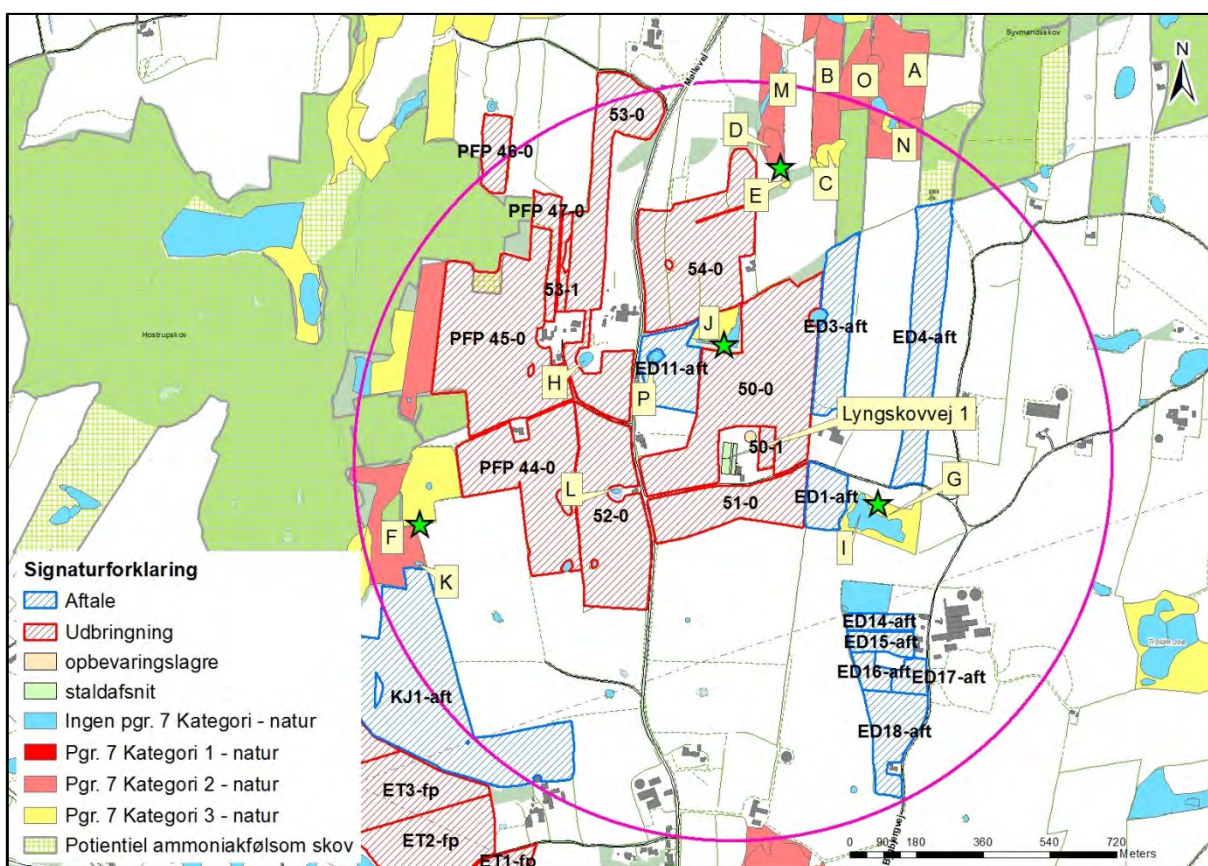 Syvmandsskov
N
Møllevej
M
B
O
A
53-0
D
N
PFP 46-0
E
C
PFP 47-0
54-0
53-1
ED3-aft
ED4-aft
Hostrupskov
PFP 45-0
J
ED11-aft
H
P
50-0
Lyngskovvej 1
50-1
PFP 44-0
L
51-0
ED1-aft
G
52-0
F
I
K
Signaturforklaring
Aftale
Udbringning
opbevaringslagre
staldafsnit
Ingen pgr. 7 Kategori - natur
Pgr. 7 Kategori 1 - natur
Pgr. 7 Kategori 2 - natur
Pgr. 7 Kategori 3 - natur
Potientiel ammoniakfølsom skov
ED14-aft
ED15-aft
ED16-aft
ED17-aft
KJ1-aft
ED18-aft
ET3-fp
ET2-fp
ET1-fp
0 90 180 360 540 720
Meters